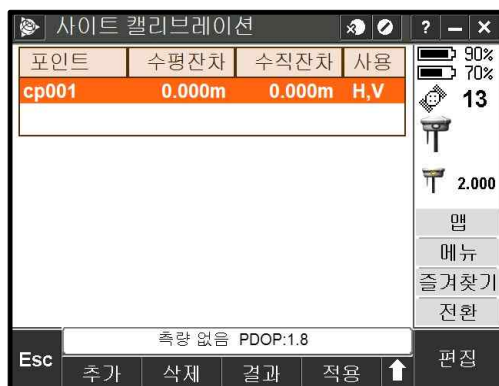 사이트 캘리브레이션
? – ×
포인트 수평잔차 수직잔차 사용
cp001 0.000m 0.000m H,V
90%
70%
13
2.000
맵
메뉴
즐겨찾기
전환
측량 없음 PDOP:1.8
Esc 추가 삭제 결과 적용 편집